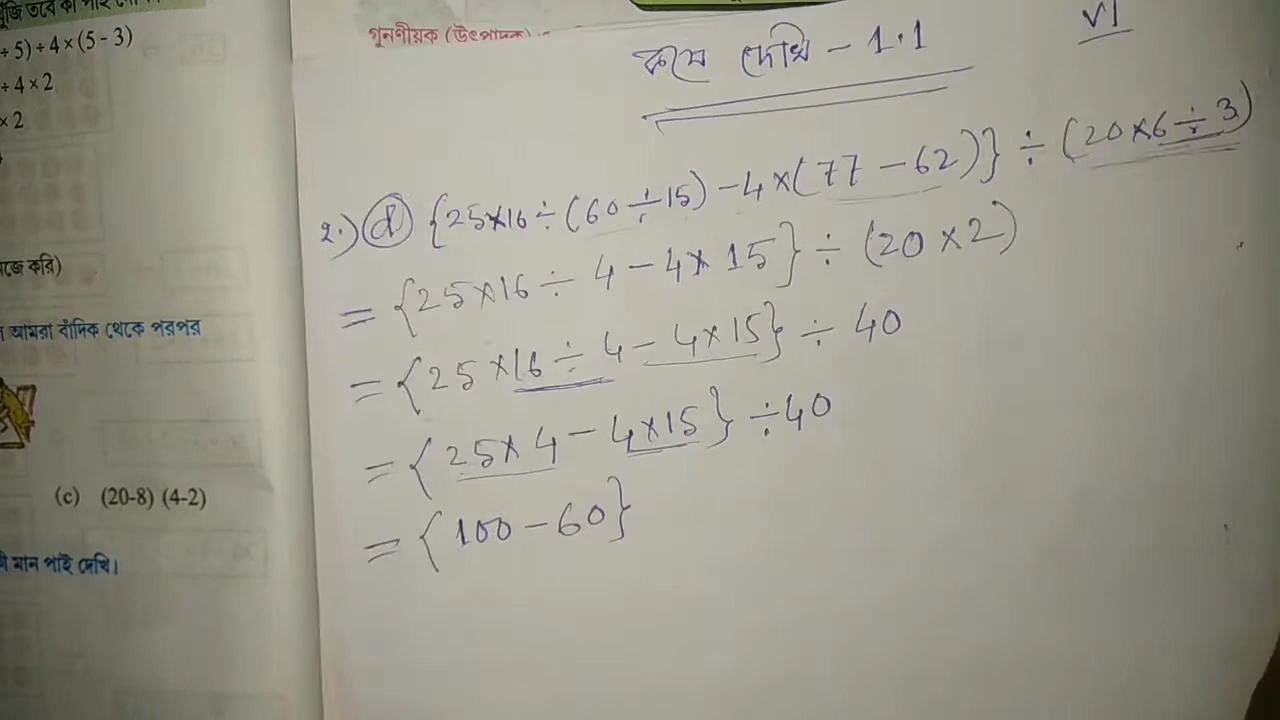 ÷ 5) ÷ 4 × (5 - 3)
÷ 4 × 2
× 2
করি)
আমরা বাঁদিক থেকে পরপর
(c) (20-8) (4-2)
মান পাই দেখি।
গুননীয়ক (উৎপাদক)
কষে দেখি - 1.1
VI
2.) (d) {25×16÷(60÷15)-4×(77-62)}÷(20×6÷3)
= {25×16÷4-4×15}÷(20×2)
= {25×16÷4-4×15}÷40
= {25×4-4×15}÷40
= {100-60}